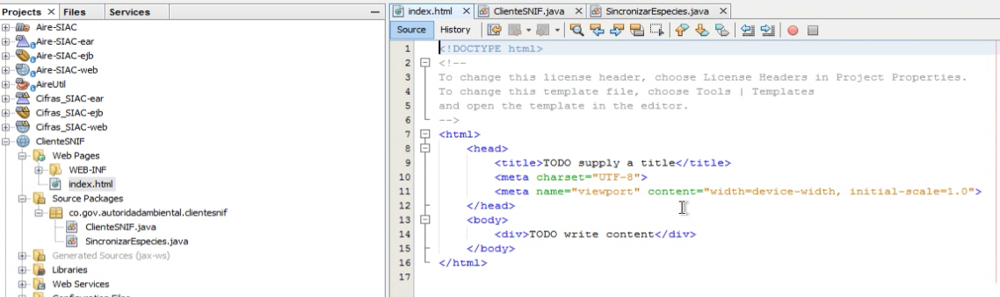 Projects × Files Services
Aire-SIAC
Aire-SIAC-ear
Aire-SIAC-ejb
Aire-SIAC-web
AireUtil
Cifras_SIAC-ear
Cifras_SIAC-ejb
Cifras_SIAC-web
ClienteSNIF
Web Pages
WEB-INF
index.html
Source Packages
co.gov.autoridadambiental.clientesnif
ClienteSNIF.java
SincronizarEspecies.java
Generated Sources (jax-ws)
Libraries
Web Services
Configuration Files
index.html × ClienteSNIF.java × SincronizarEspecies.java ×
Source History
1 <!DOCTYPE html>
2 <!--
3 To change this license header, choose License Headers in Project Properties.
4 To change this template file, choose Tools | Templates
5 and open the template in the editor.
6 -->
7 <html>
8 <head>
9 <title>TODO supply a title</title>
10 <meta charset="UTF-8">
11 <meta name="viewport" content="width=device-width, initial-scale=1.0">
12 </head>
13 <body>
14 <div>TODO write content</div>
15 </body>
16 </html>
17